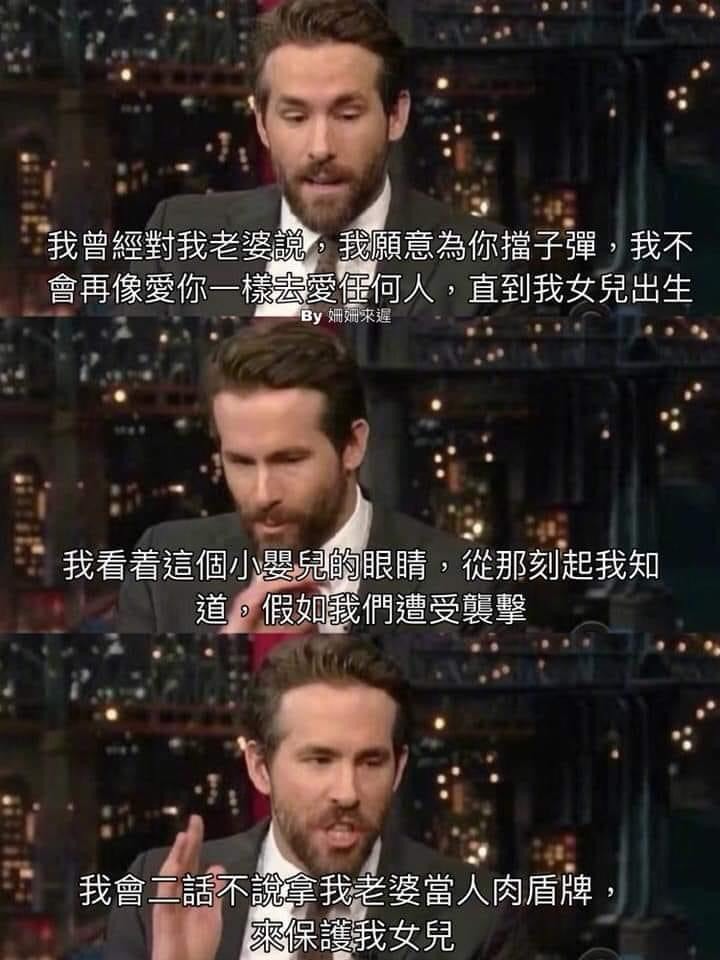 我曾經對我老婆説，我願意為你擋子彈，我不
會再像愛你一樣去愛任何人，直到我女兒出生
By 姍姍來遲
我看着這個小嬰兒的眼睛，從那刻起我知
道，假如我們遭受襲擊
我會二話不說拿我老婆當人肉盾牌，
來保護我女兒